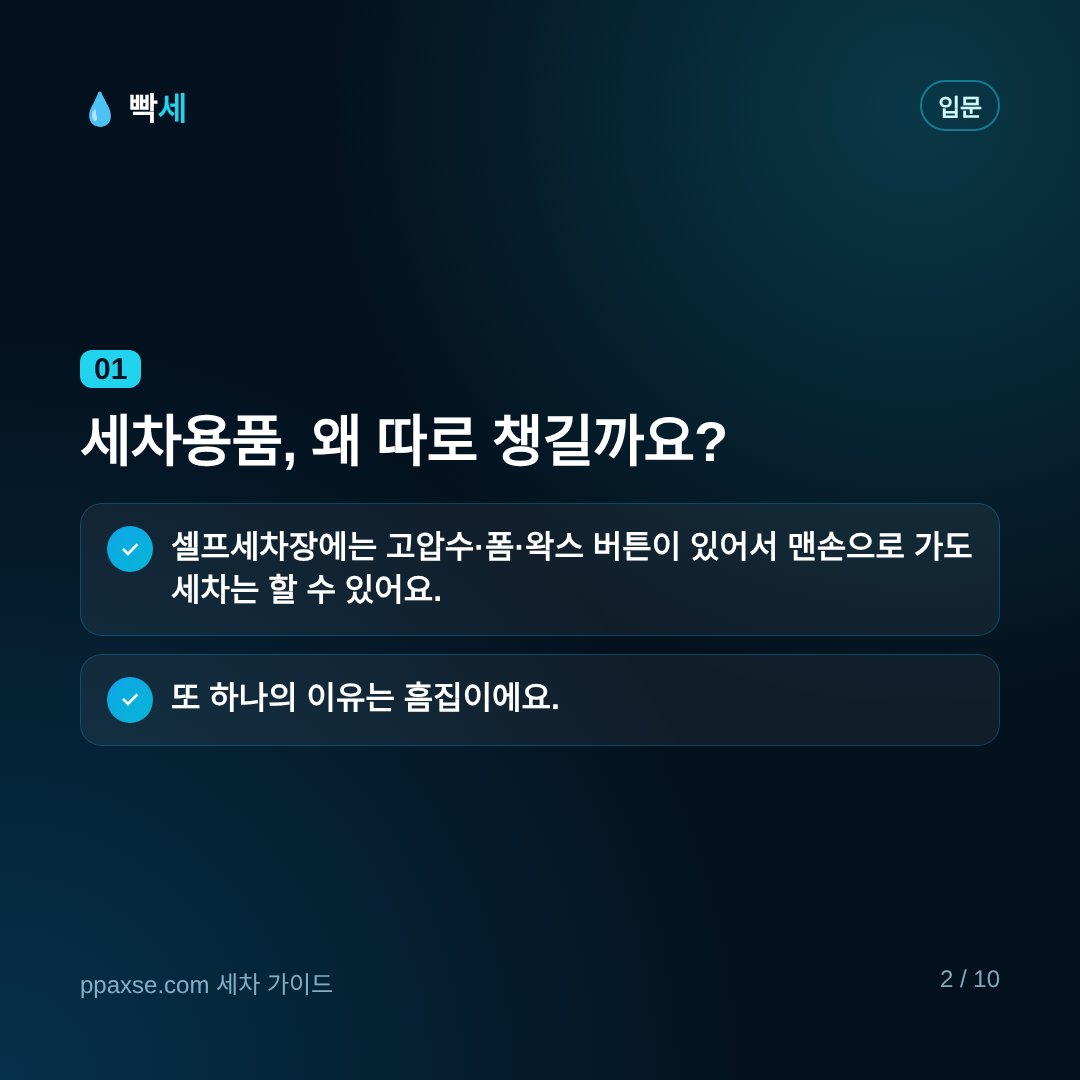 빡세
입문
01
세차용품, 왜 따로 챙길까요?
셀프세차장에는 고압수·폼·왁스 버튼이 있어서 맨손으로 가도
세차는 할 수 있어요.
또 하나의 이유는 흠집이에요.
ppaxse.com 세차 가이드
2 / 10